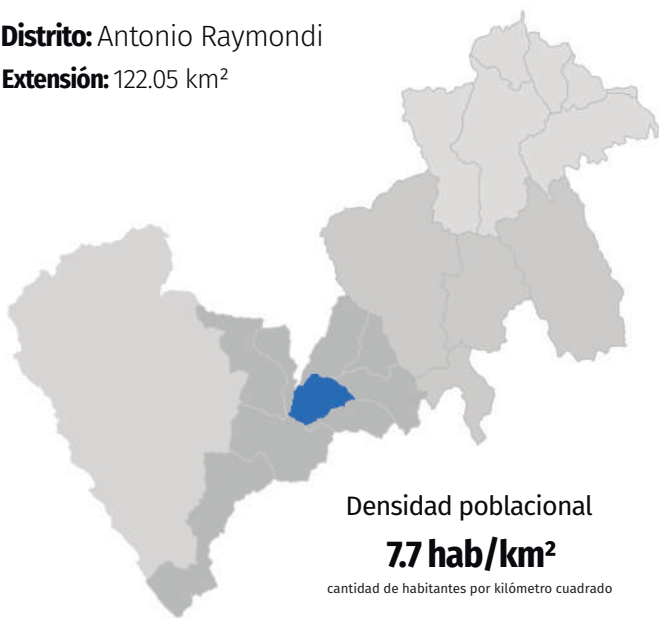 Distrito: Antonio Raymondi
Extensión: 122.05 km²
Densidad poblacional
7.7 hab/km²
cantidad de habitantes por kilómetro cuadrado